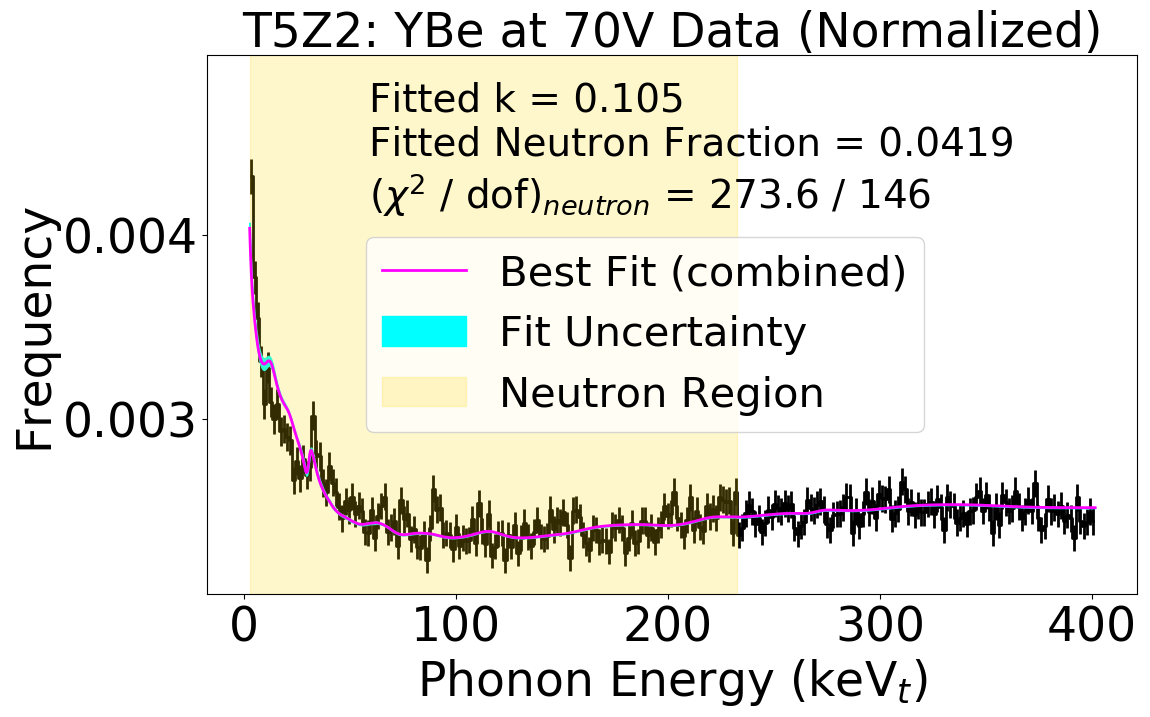 T5Z2: YBe at 70V Data (Normalized)
Fitted k = 0.105
Fitted Neutron Fraction = 0.0419
(χ² / dof)ₙₑᵤₜᵣₒₙ = 273.6 / 146
Best Fit (combined)
Fit Uncertainty
Neutron Region
Frequency
0.004
0.003
0 100 200 300 400
Phonon Energy (keVₜ)